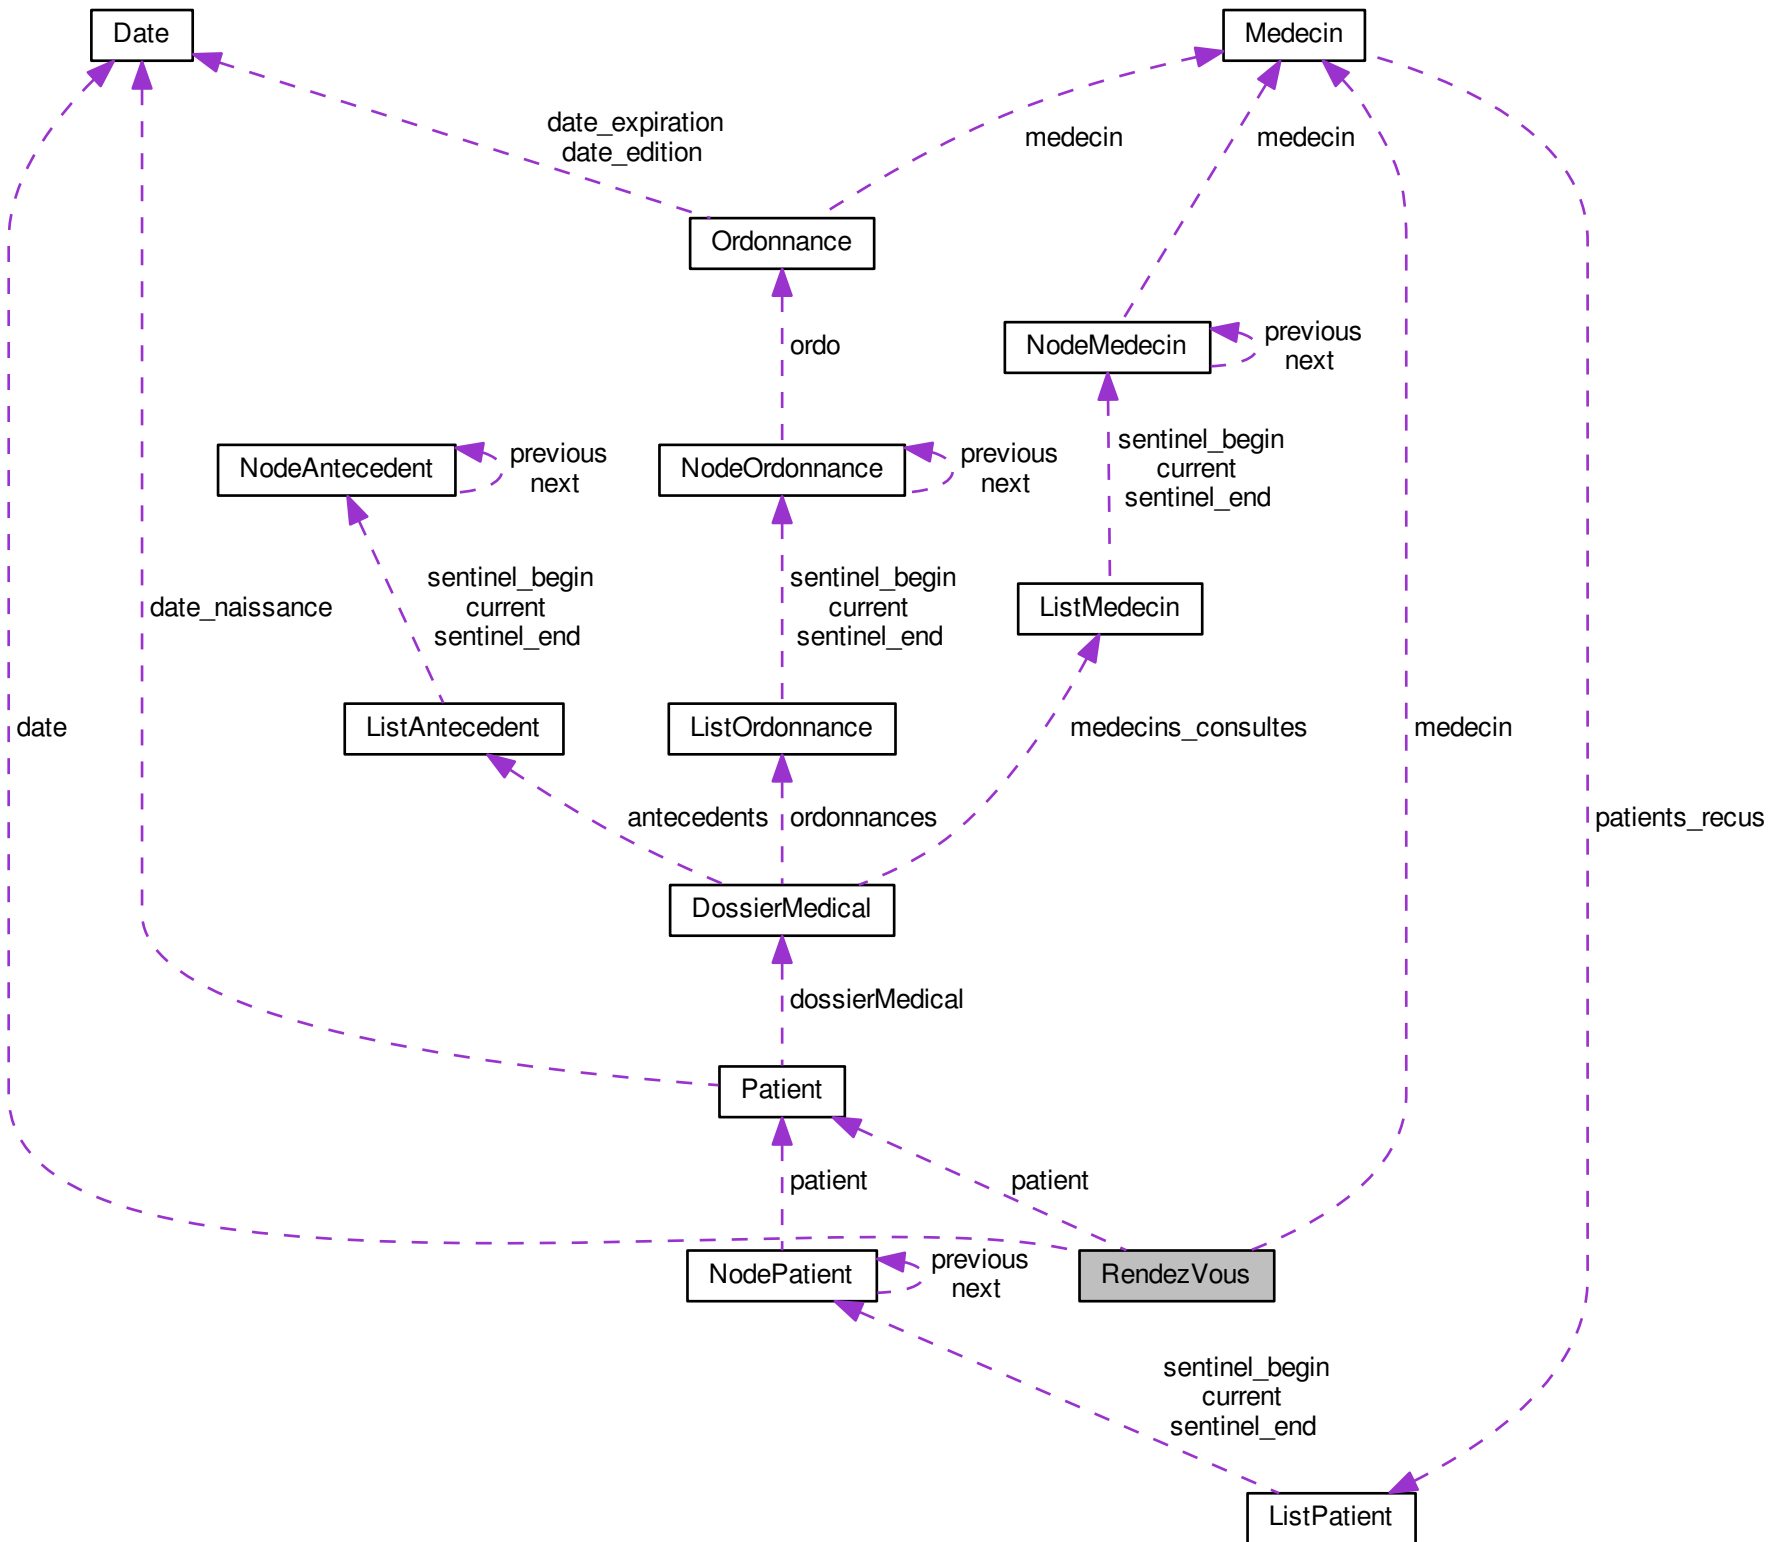 Date
Medecin
date_expiration
date_edition
medecin
medecin
Ordonnance
ordo
NodeMedecin
previous
next
NodeAntecedent
previous
next
NodeOrdonnance
previous
next
sentinel_begin
current
sentinel_end
sentinel_begin
current
sentinel_end
sentinel_begin
current
sentinel_end
date_naissance
ListMedecin
date
ListAntecedent
ListOrdonnance
medecins_consultes
medecin
antecedents
ordonnances
patients_recus
DossierMedical
dossierMedical
Patient
patient
patient
NodePatient
previous
next
RendezVous
sentinel_begin
current
sentinel_end
ListPatient